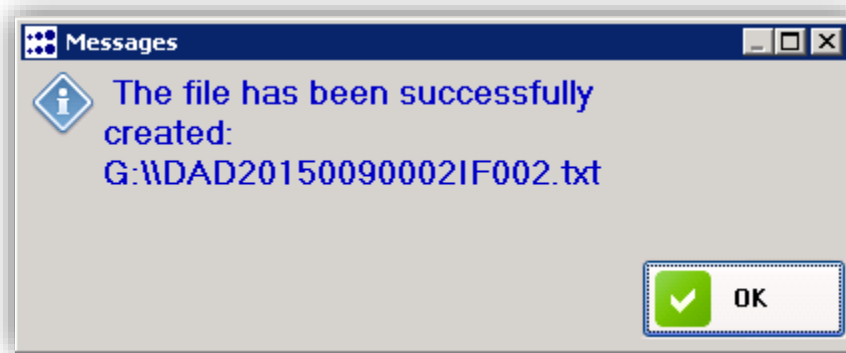 Messages
The file has been successfully
created:
G:\\DAD20150090002IF002.txt
OK